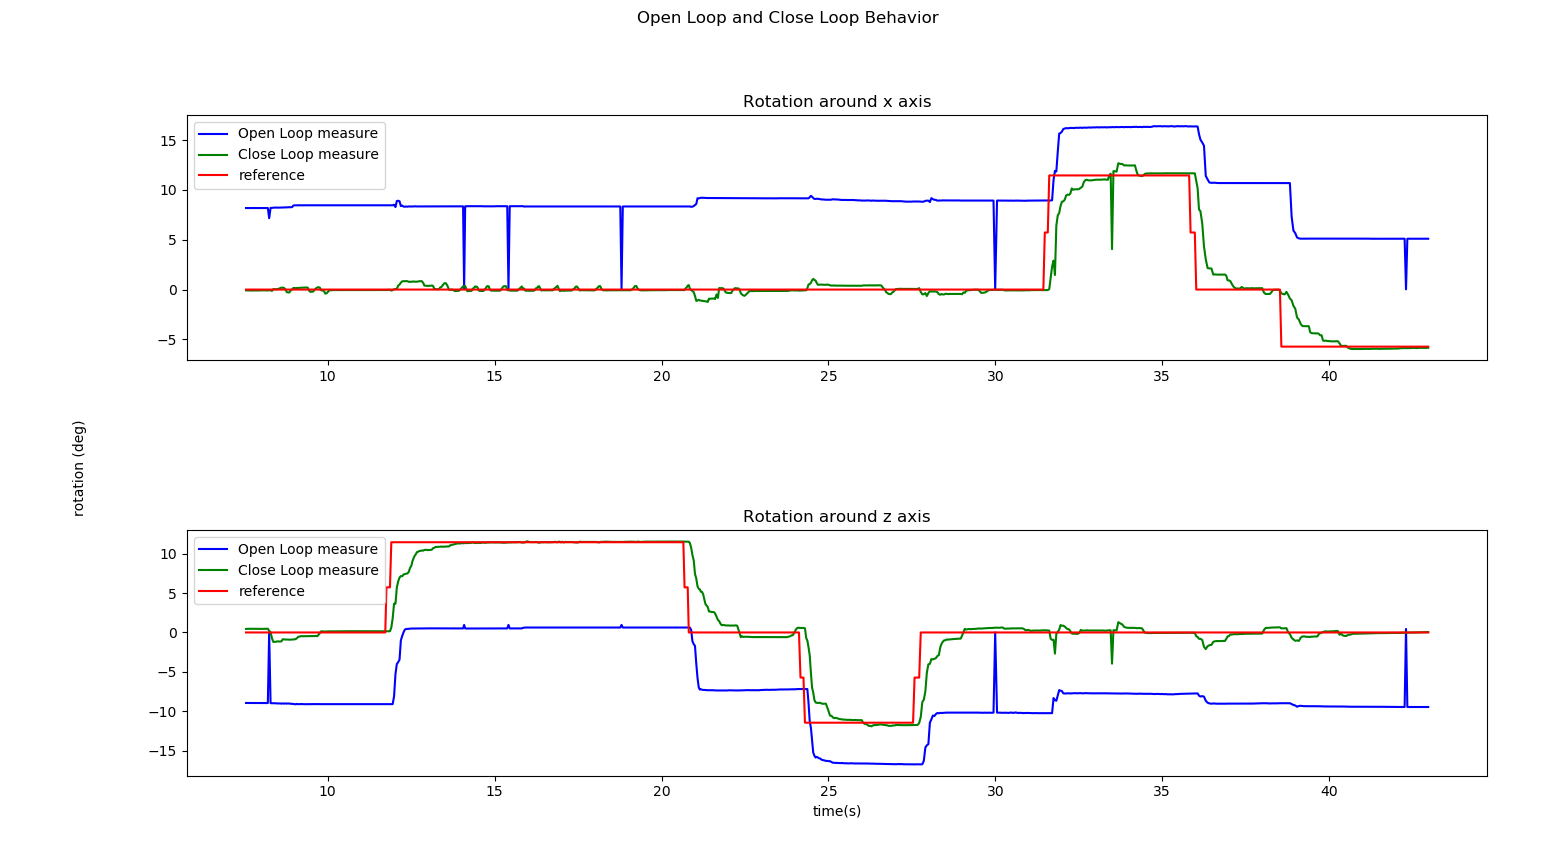 Open Loop and Close Loop Behavior
Rotation around x axis
Open Loop measure
Close Loop measure
reference
15
10
5
0
−5
10 15 20 25 30 35 40
rotation (deg)
Rotation around z axis
Open Loop measure
Close Loop measure
reference
10
5
0
−5
−10
−15
10 15 20 25 30 35 40
time(s)